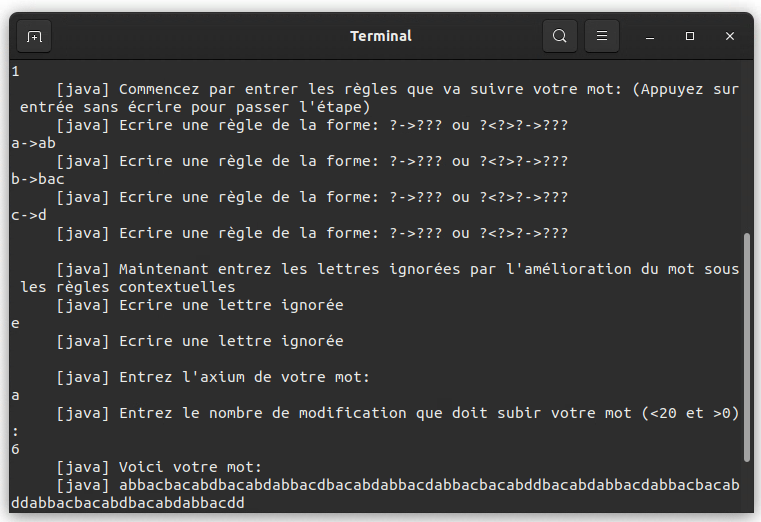 Terminal
1
[java] Commencez par entrer les règles que va suivre votre mot: (Appuyez sur
entrée sans écrire pour passer l'étape)
[java] Ecrire une règle de la forme: ?->??? ou ?<?>?->???
a->ab
[java] Ecrire une règle de la forme: ?->??? ou ?<?>?->???
b->bac
[java] Ecrire une règle de la forme: ?->??? ou ?<?>?->???
c->d
[java] Ecrire une règle de la forme: ?->??? ou ?<?>?->???
[java] Maintenant entrez les lettres ignorées par l'amélioration du mot sous
les règles contextuelles
[java] Ecrire une lettre ignorée
e
[java] Ecrire une lettre ignorée
[java] Entrez l'axium de votre mot:
a
[java] Entrez le nombre de modification que doit subir votre mot (<20 et >0)
:
6
[java] Voici votre mot:
[java] abbacbacabdbacabdabbacdbacabdabbacdabbacbacabddbacabdabbacdabbacbacab
ddabbacbacabdbacabdabbacdd